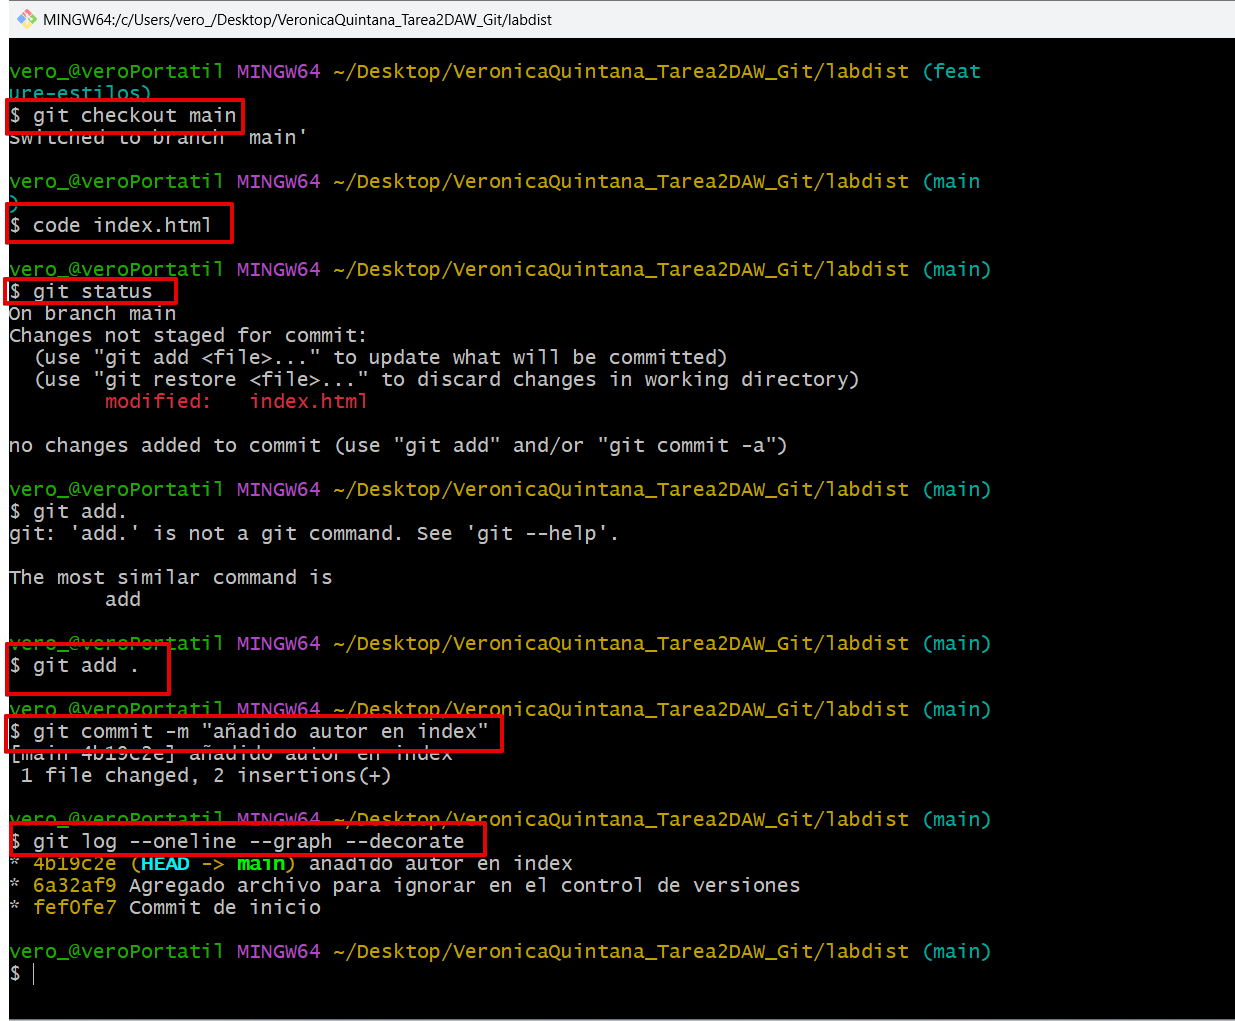 MINGW64:/c/Users/vero_/Desktop/VeronicaQuintana_Tarea2DAW_Git/labdist
vero_@veroPortatil MINGW64 ~/Desktop/VeronicaQuintana_Tarea2DAW_Git/labdist (feat
ure-estilos)
$ git checkout main
Switched to branch 'main'
vero_@veroPortatil MINGW64 ~/Desktop/VeronicaQuintana_Tarea2DAW_Git/labdist (main
)
$ code index.html
vero_@veroPortatil MINGW64 ~/Desktop/VeronicaQuintana_Tarea2DAW_Git/labdist (main)
$ git status
On branch main
Changes not staged for commit:
  (use "git add <file>..." to update what will be committed)
  (use "git restore <file>..." to discard changes in working directory)
        modified:   index.html
no changes added to commit (use "git add" and/or "git commit -a")
vero_@veroPortatil MINGW64 ~/Desktop/VeronicaQuintana_Tarea2DAW_Git/labdist (main)
$ git add.
git: 'add.' is not a git command. See 'git --help'.
The most similar command is
        add
vero_@veroPortatil MINGW64 ~/Desktop/VeronicaQuintana_Tarea2DAW_Git/labdist (main)
$ git add .
vero_@veroPortatil MINGW64 ~/Desktop/VeronicaQuintana_Tarea2DAW_Git/labdist (main)
$ git commit -m "añadido autor en index"
[main 4b19c2e] añadido autor en index
 1 file changed, 2 insertions(+)
vero_@veroPortatil MINGW64 ~/Desktop/VeronicaQuintana_Tarea2DAW_Git/labdist (main)
$ git log --oneline --graph --decorate
* 4b19c2e (HEAD -> main) añadido autor en index
* 6a32af9 Agregado archivo para ignorar en el control de versiones
* fef0fe7 Commit de inicio
vero_@veroPortatil MINGW64 ~/Desktop/VeronicaQuintana_Tarea2DAW_Git/labdist (main)
$